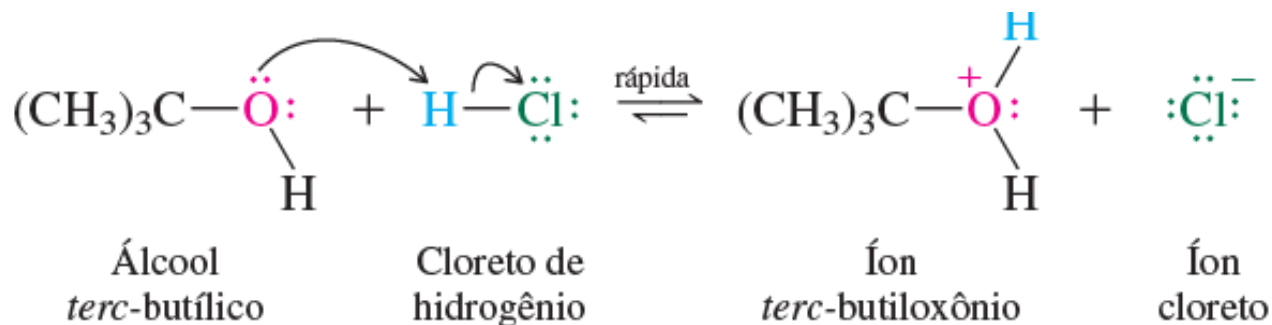 (CH₃)₃C—O: + H—Cl: ⇌ rápida (CH₃)₃C—O⁺: + :Cl:⁻
H
H
H
Álcool
terc-butílico
Cloreto de
hidrogênio
Íon
terc-butiloxônio
Íon
cloreto